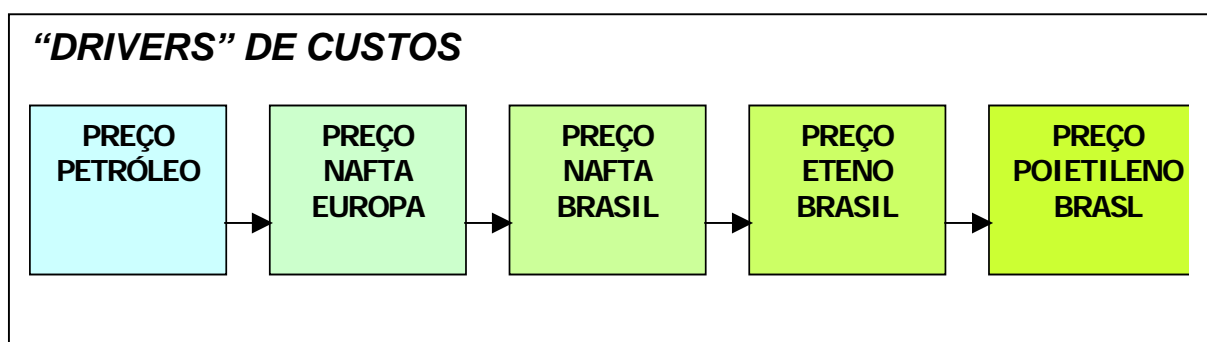 “DRIVERS” DE CUSTOS
PREÇO
PETRÓLEO
PREÇO
NAFTA
EUROPA
PREÇO
NAFTA
BRASIL
PREÇO
ETENO
BRASIL
PREÇO
POIETILENO
BRASL